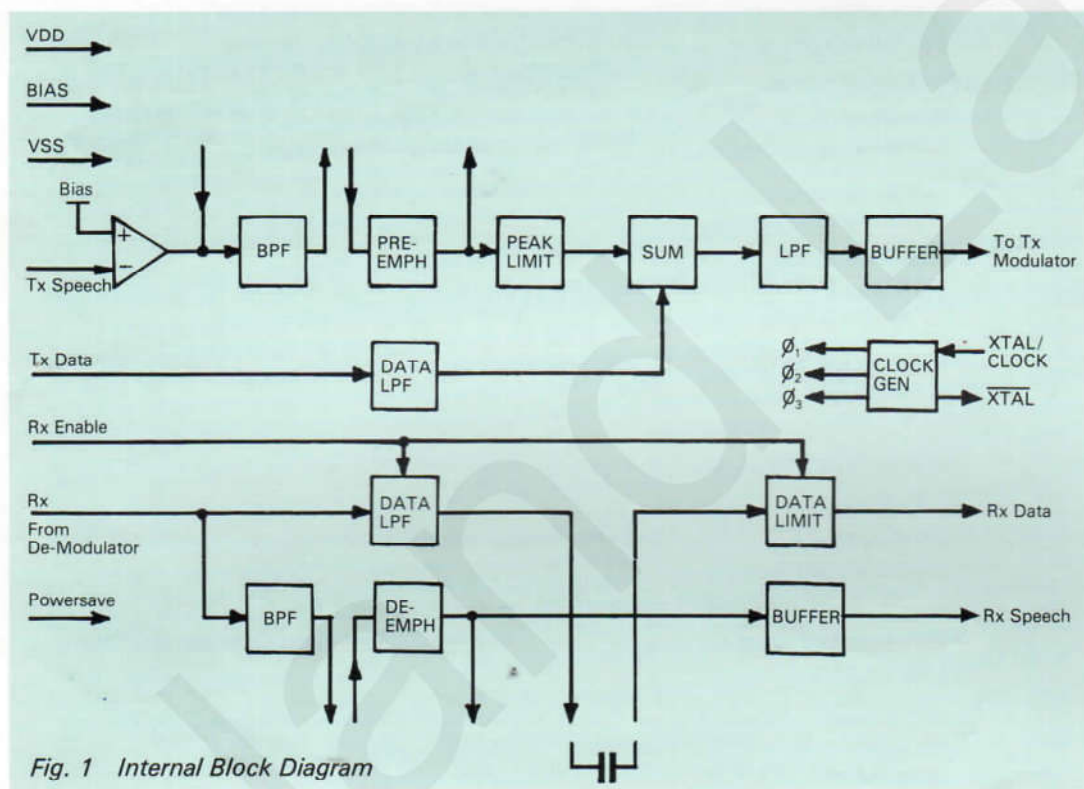 VDD
BIAS
VSS
Bias
+
−
Tx Speech
BPF
PRE-
EMPH
PEAK
LIMIT
SUM
LPF
BUFFER
To Tx
Modulator
Tx Data
DATA
LPF
Ø1
Ø2
Ø3
CLOCK
GEN
XTAL/
CLOCK
X̅T̅A̅L̅
Rx Enable
Rx
From
De-Modulator
DATA
LPF
DATA
LIMIT
Rx Data
Powersave
BPF
DE-
EMPH
BUFFER
Rx Speech
Fig. 1 Internal Block Diagram